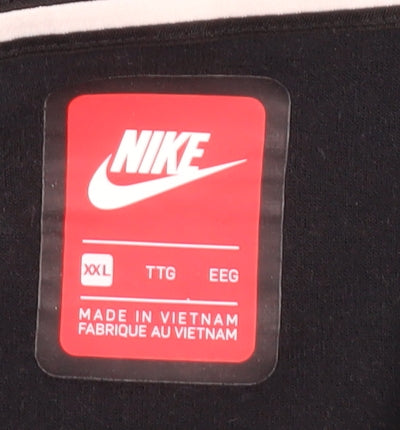 NIKE
XXL TTG EEG
MADE IN VIETNAM
FABRIQUE AU VIETNAM